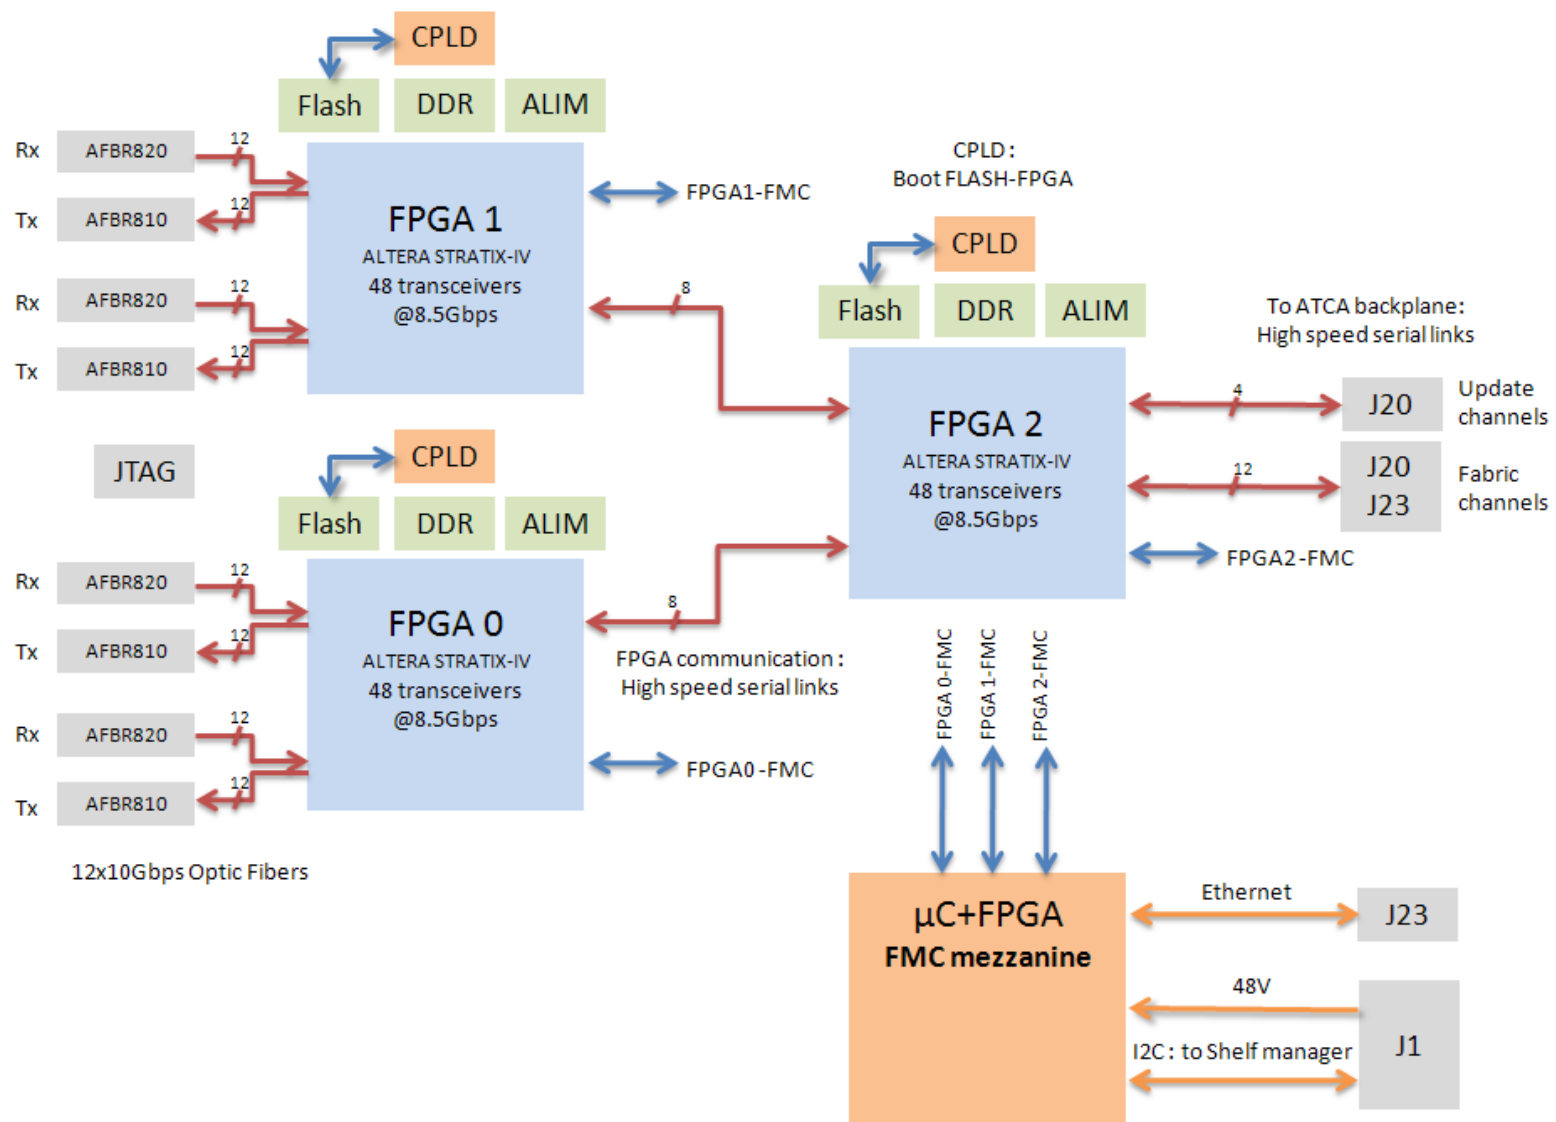 CPLD
Flash
DDR
ALIM
Rx
AFBR820
12
Tx
AFBR810
12
Rx
AFBR820
12
Tx
AFBR810
12
FPGA 1
ALTERA STRATIX-IV
48 transceivers
@8.5Gbps
FPGA1-FMC
8
CPLD :
Boot FLASH-FPGA
CPLD
Flash
DDR
ALIM
FPGA 2
ALTERA STRATIX-IV
48 transceivers
@8.5Gbps
To ATCA backplane:
High speed serial links
4
J20
Update
channels
12
J20
J23
Fabric
channels
FPGA2-FMC
JTAG
CPLD
Flash
DDR
ALIM
Rx
AFBR820
12
Tx
AFBR810
12
Rx
AFBR820
12
Tx
AFBR810
12
FPGA 0
ALTERA STRATIX-IV
48 transceivers
@8.5Gbps
8
FPGA communication :
High speed serial links
FPGA0-FMC
12x10Gbps Optic Fibers
FPGA 0-FMC
FPGA 1-FMC
FPGA 2-FMC
µC+FPGA
FMC mezzanine
Ethernet
J23
48V
I2C : to Shelf manager
J1